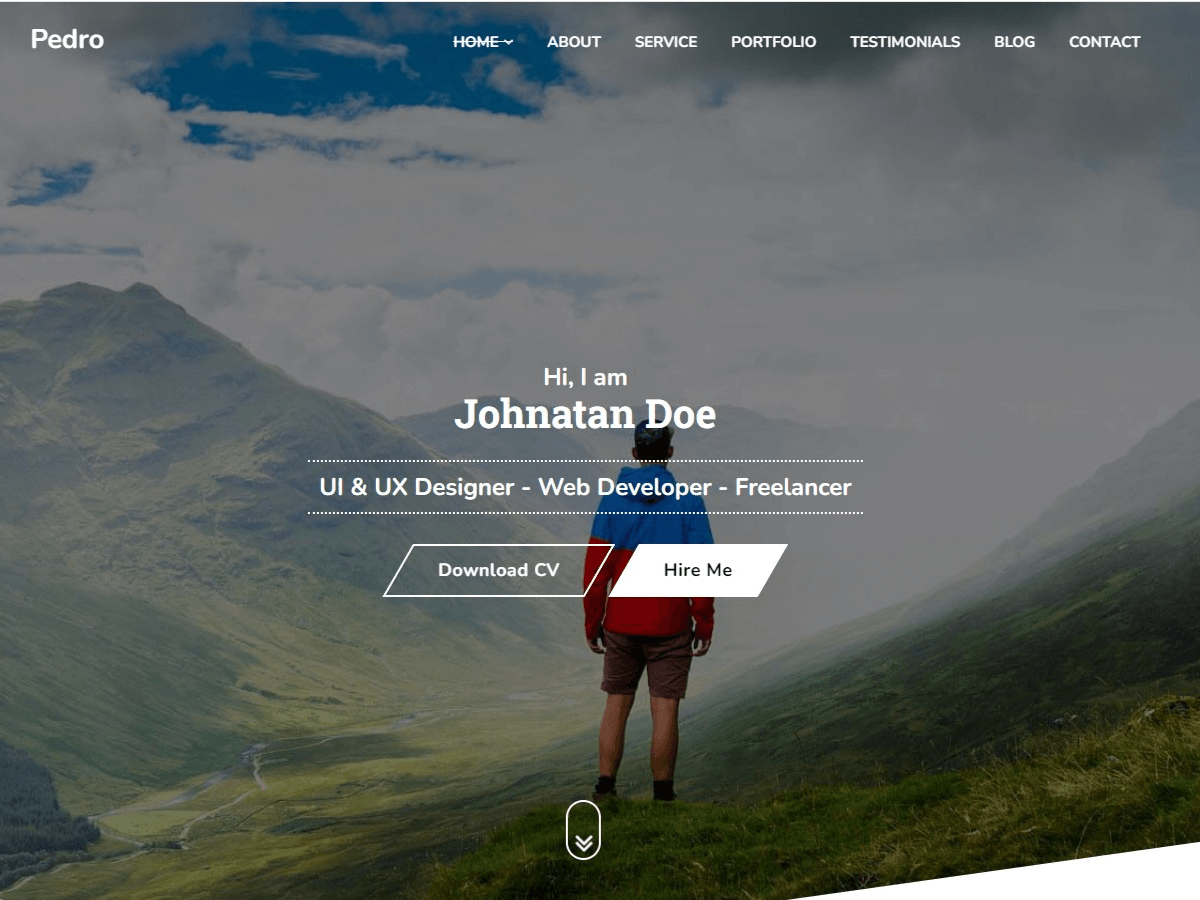 Pedro
HOME ABOUT SERVICE PORTFOLIO TESTIMONIALS BLOG CONTACT
Hi, I am
Johnatan Doe
UI & UX Designer - Web Developer - Freelancer
Download CV Hire Me